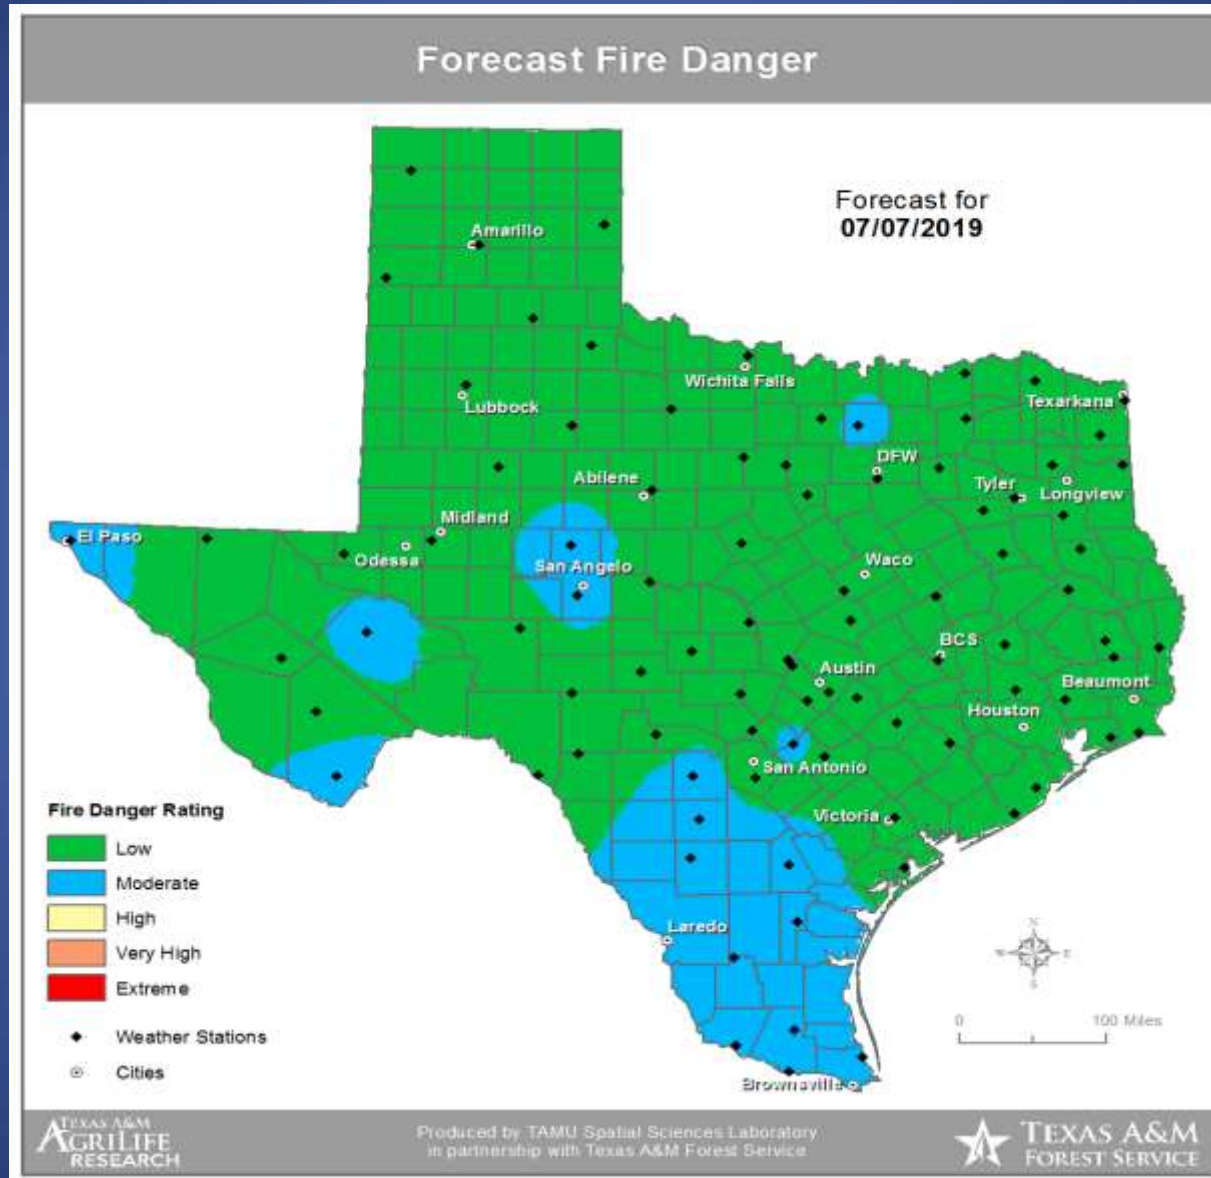 Forecast Fire Danger
Forecast for
07/07/2019
Amarillo
Wichita Falls
Lubbock
Texarkana
DFW
Abilene
Tyler
Longview
Midland
El Paso
Odessa
San Angelo
Waco
BCS
Austin
Beaumont
Houston
San Antonio
Victoria
Laredo
Brownsville
Fire Danger Rating
Low
Moderate
High
Very High
Extreme
Weather Stations
Cities
N
W E
S
0 100 Miles
TEXAS A&M
AGRILIFE
RESEARCH
Produced by TAMU Spatial Sciences Laboratory
in partnership with Texas A&M Forest Service
TEXAS A&M
FOREST SERVICE